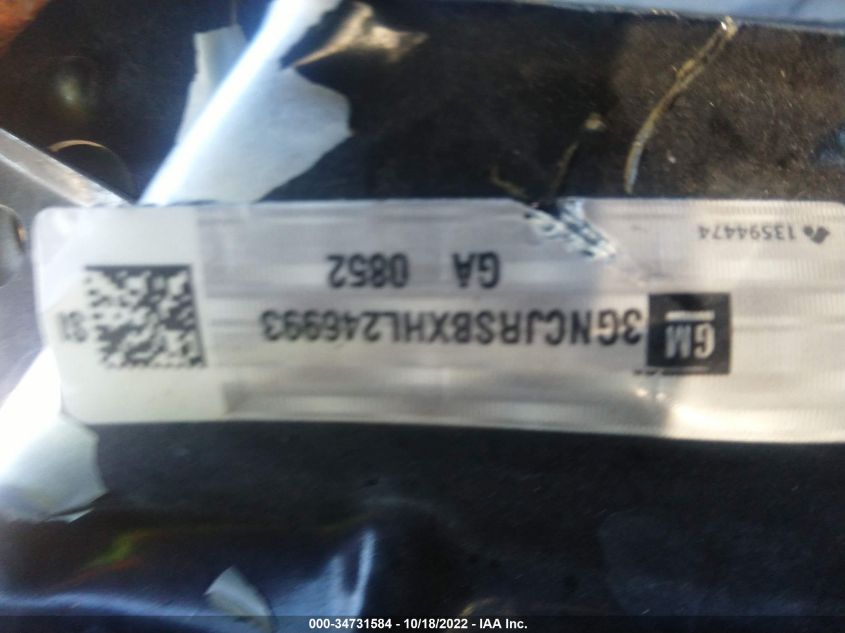 GM 3GNCJRSBXHL246993
GA 0852
13594474
000-34731584 - 10/18/2022 - IAA Inc.